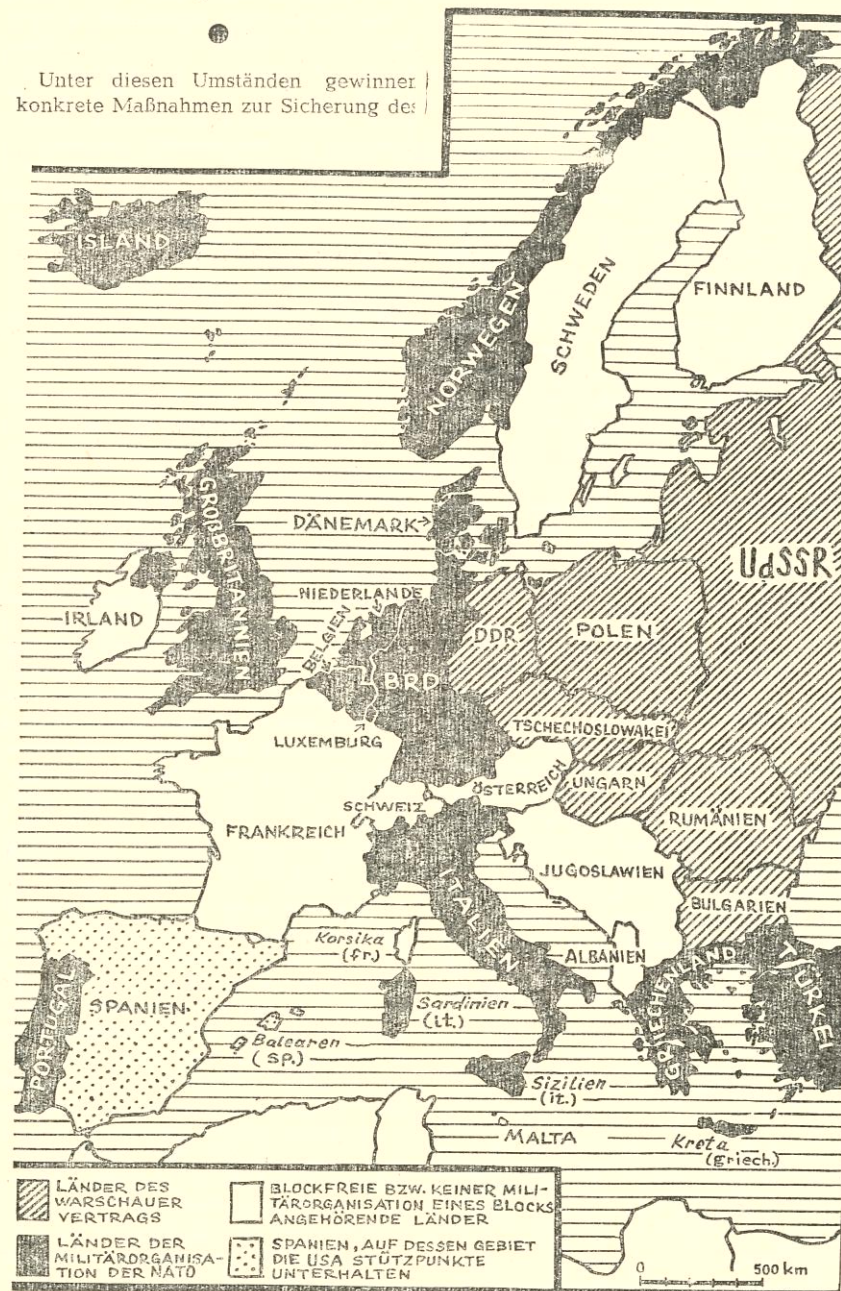 Unter diesen Umständen gewinnen
konkrete Maßnahmen zur Sicherung des
ISLAND
NORWEGEN
SCHWEDEN
FINNLAND
GROẞBRITANNIEN
DÄNEMARK
UdSSR
IRLAND
NIEDERLANDE
BELGIEN
BRD
DDR
POLEN
LUXEMBURG
TSCHECHOSLOWAKEI
SCHWEIZ
ÖSTERREICH
UNGARN
FRANKREICH
RUMÄNIEN
ITALIEN
JUGOSLAWIEN
BULGARIEN
Korsika
(fr.)
ALBANIEN
GRIECHENLAND
TÜRKEI
PORTUGAL
SPANIEN
Sardinien
(it.)
Balearen
(sp.)
Sizilien
(it.)
MALTA
Kreta
(griech.)
LÄNDER DES
WARSCHAUER
VERTRAGS
BLOCKFREIE BZW. KEINER MILI-
TÄRORGANISATION EINES BLOCKS
ANGEHÖRENDE LÄNDER
LÄNDER DER
MILITÄRORGANISA-
TION DER NATO
SPANIEN, AUF DESSEN GEBIET
DIE USA STÜTZPUNKTE
UNTERHALTEN
0 500 km